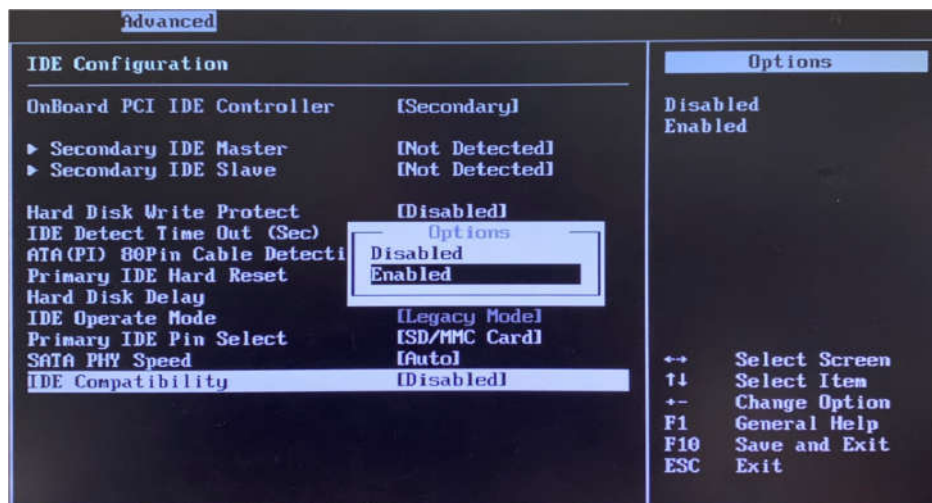 Advanced
IDE Configuration
OnBoard PCI IDE Controller [Secondary]
► Secondary IDE Master [Not Detected]
► Secondary IDE Slave [Not Detected]
Hard Disk Write Protect [Disabled]
IDE Detect Time Out (Sec)
ATA(PI) 80Pin Cable Detecti
Primary IDE Hard Reset
Hard Disk Delay
IDE Operate Mode [Legacy Mode]
Primary IDE Pin Select [SD/MMC Card]
SATA PHY Speed [Auto]
IDE Compatibility [Disabled]
Options
Disabled
Enabled
Options
Disabled
Enabled
↔ Select Screen
↑↓ Select Item
+- Change Option
F1 General Help
F10 Save and Exit
ESC Exit